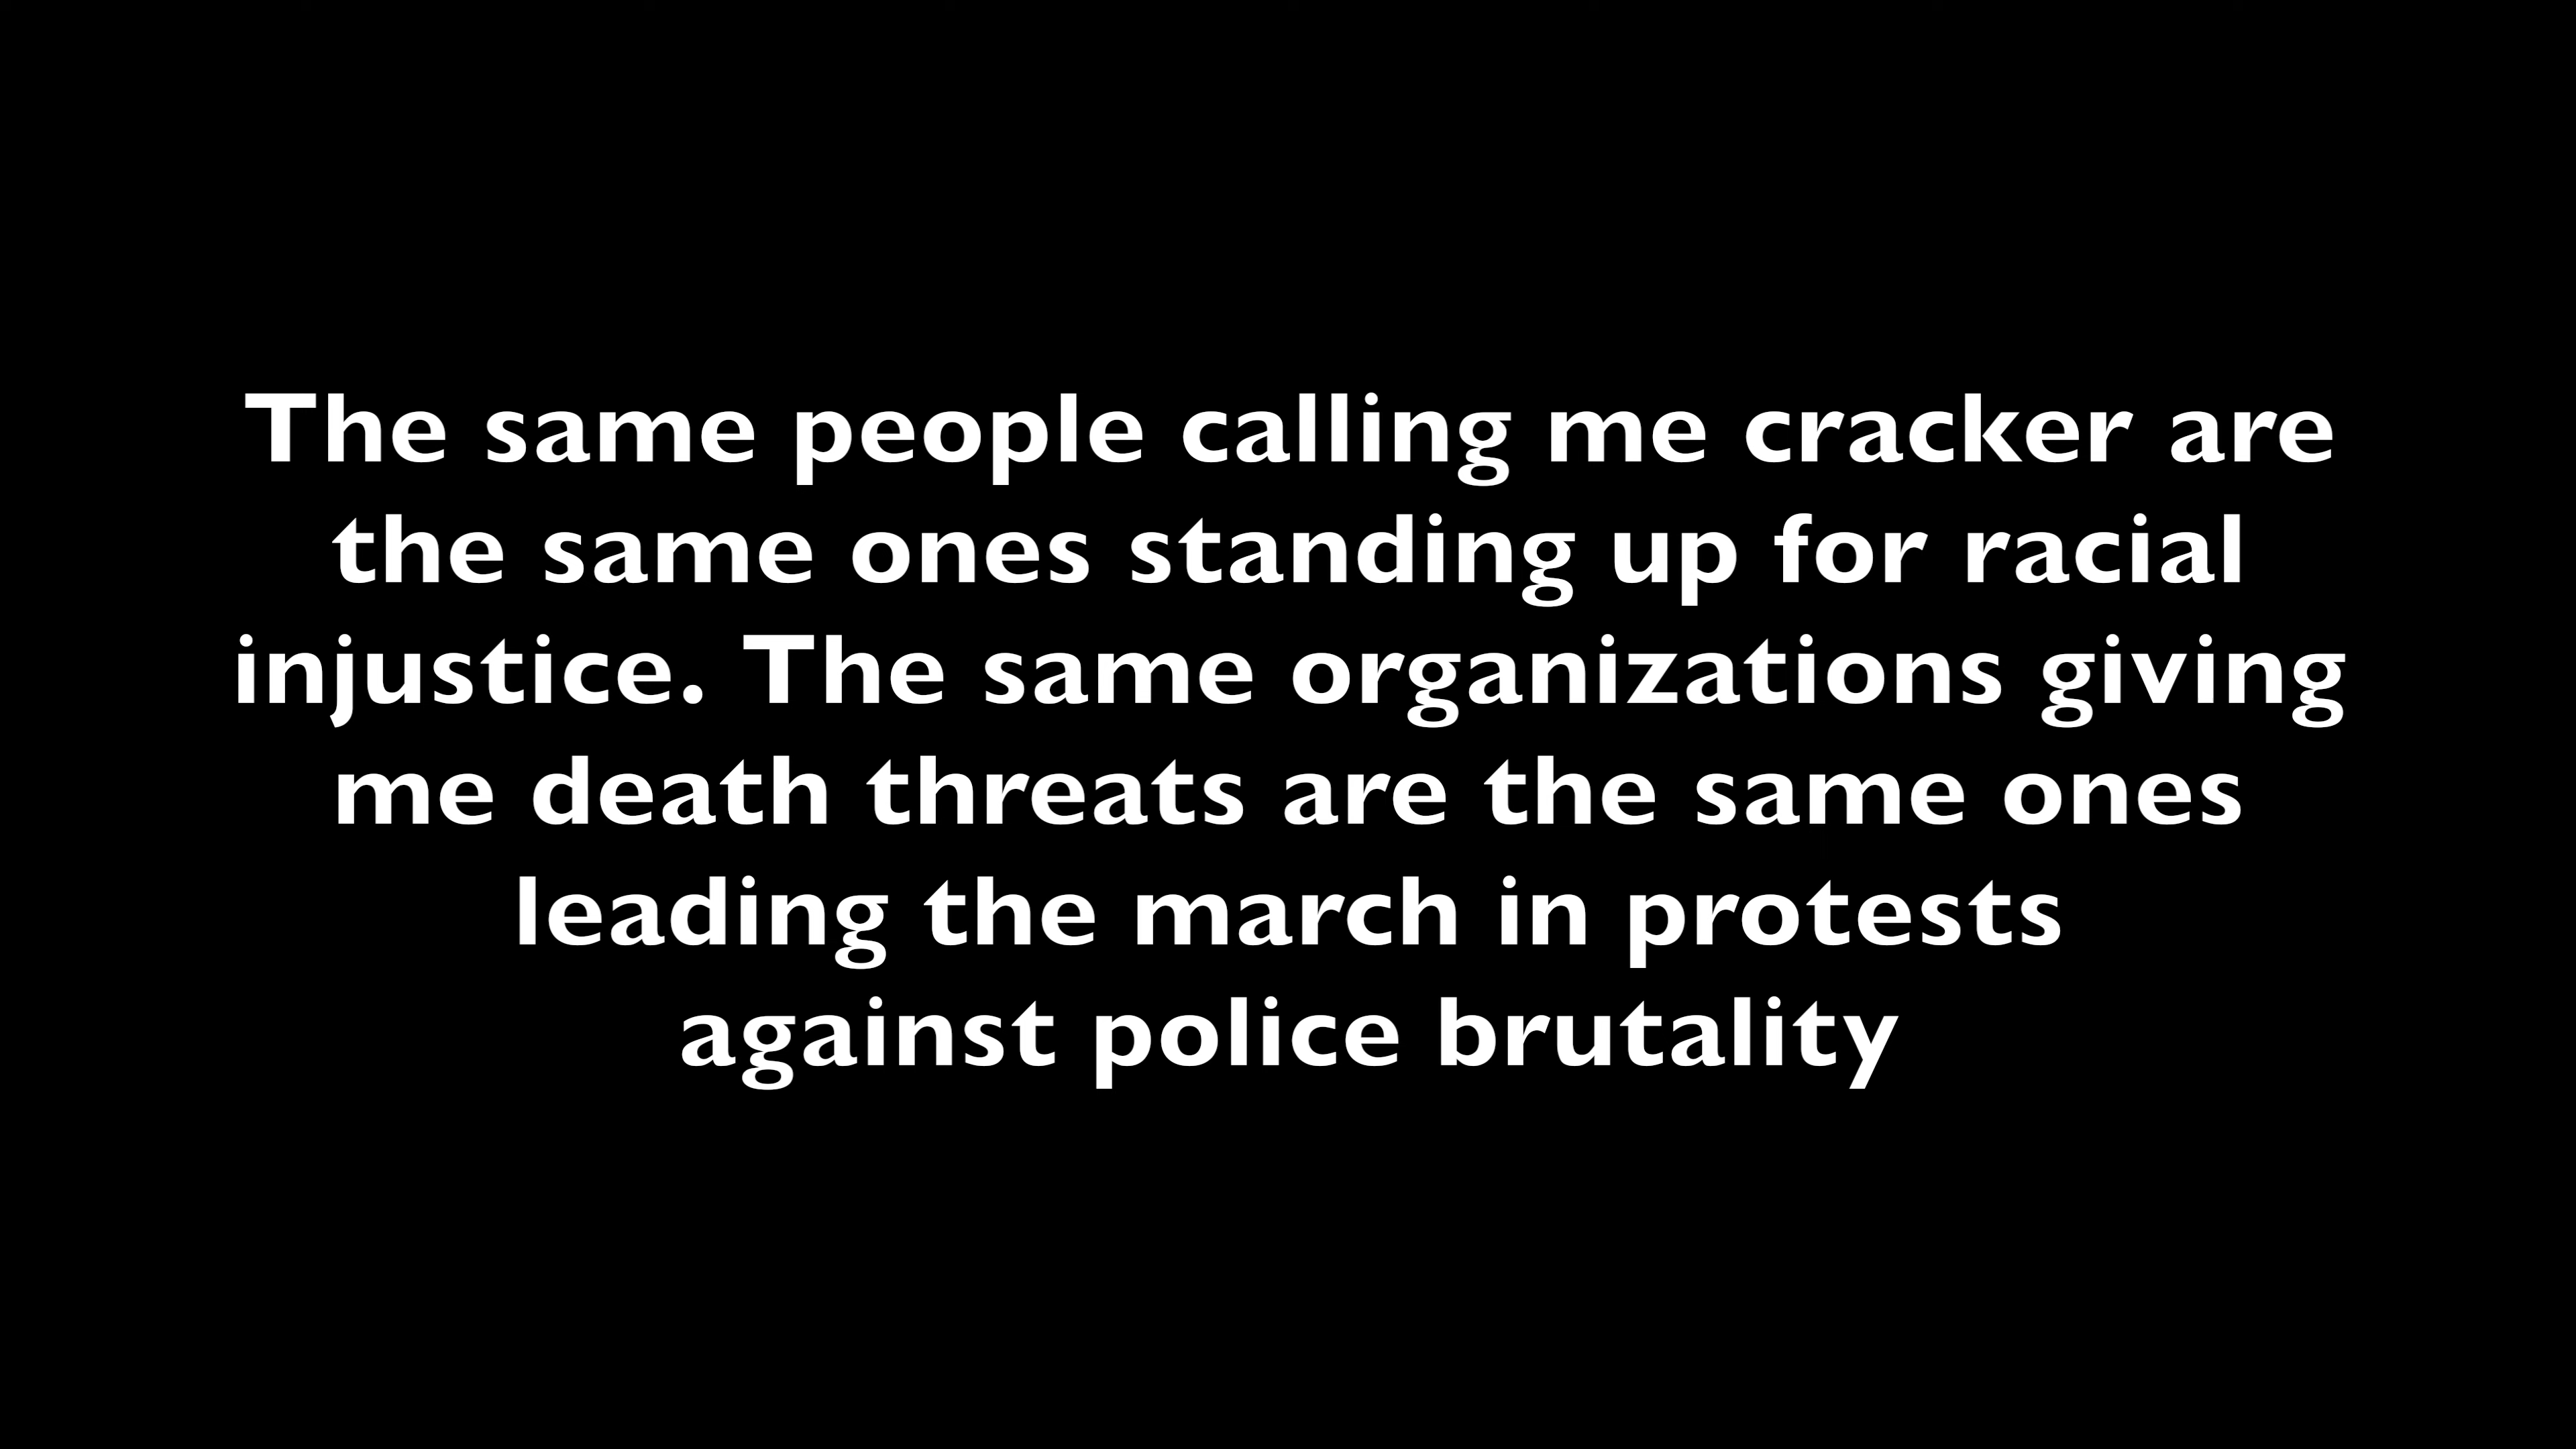 The same people calling me cracker are
the same ones standing up for racial
injustice. The same organizations giving
me death threats are the same ones
leading the march in protests
against police brutality